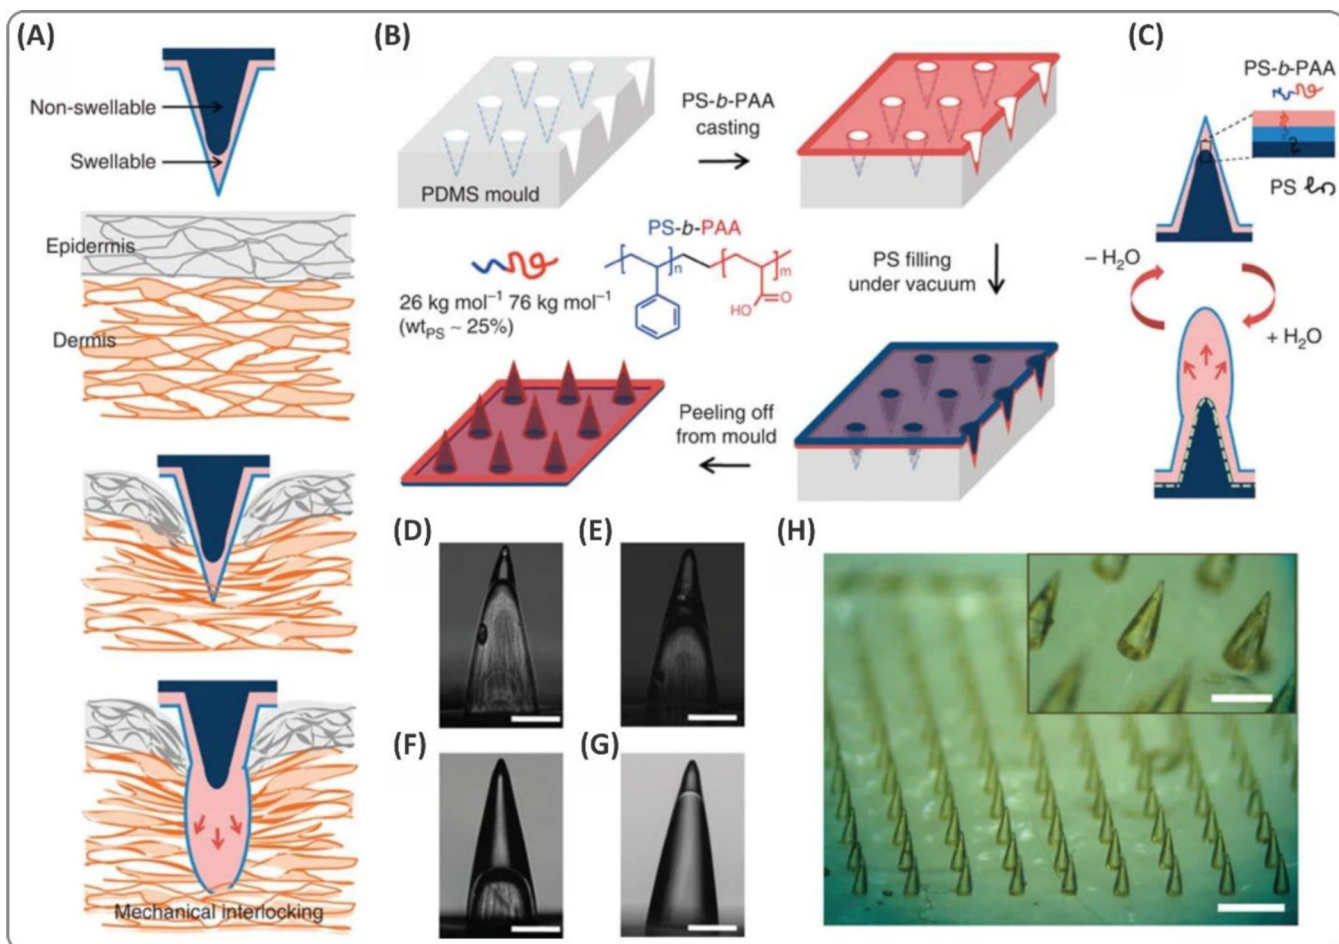 (A)
Non-swellable
Swellable
Epidermis
Dermis
Mechanical interlocking
(B)
PDMS mould
PS-b-PAA
casting
PS-b-PAA
n
m
HO
O
26 kg mol⁻¹ 76 kg mol⁻¹
(wtPS ~ 25%)
PS filling
under vacuum
Peeling off
from mould
(C)
PS-b-PAA
PS
− H2O
+ H2O
(D)
(E)
(F)
(G)
(H)